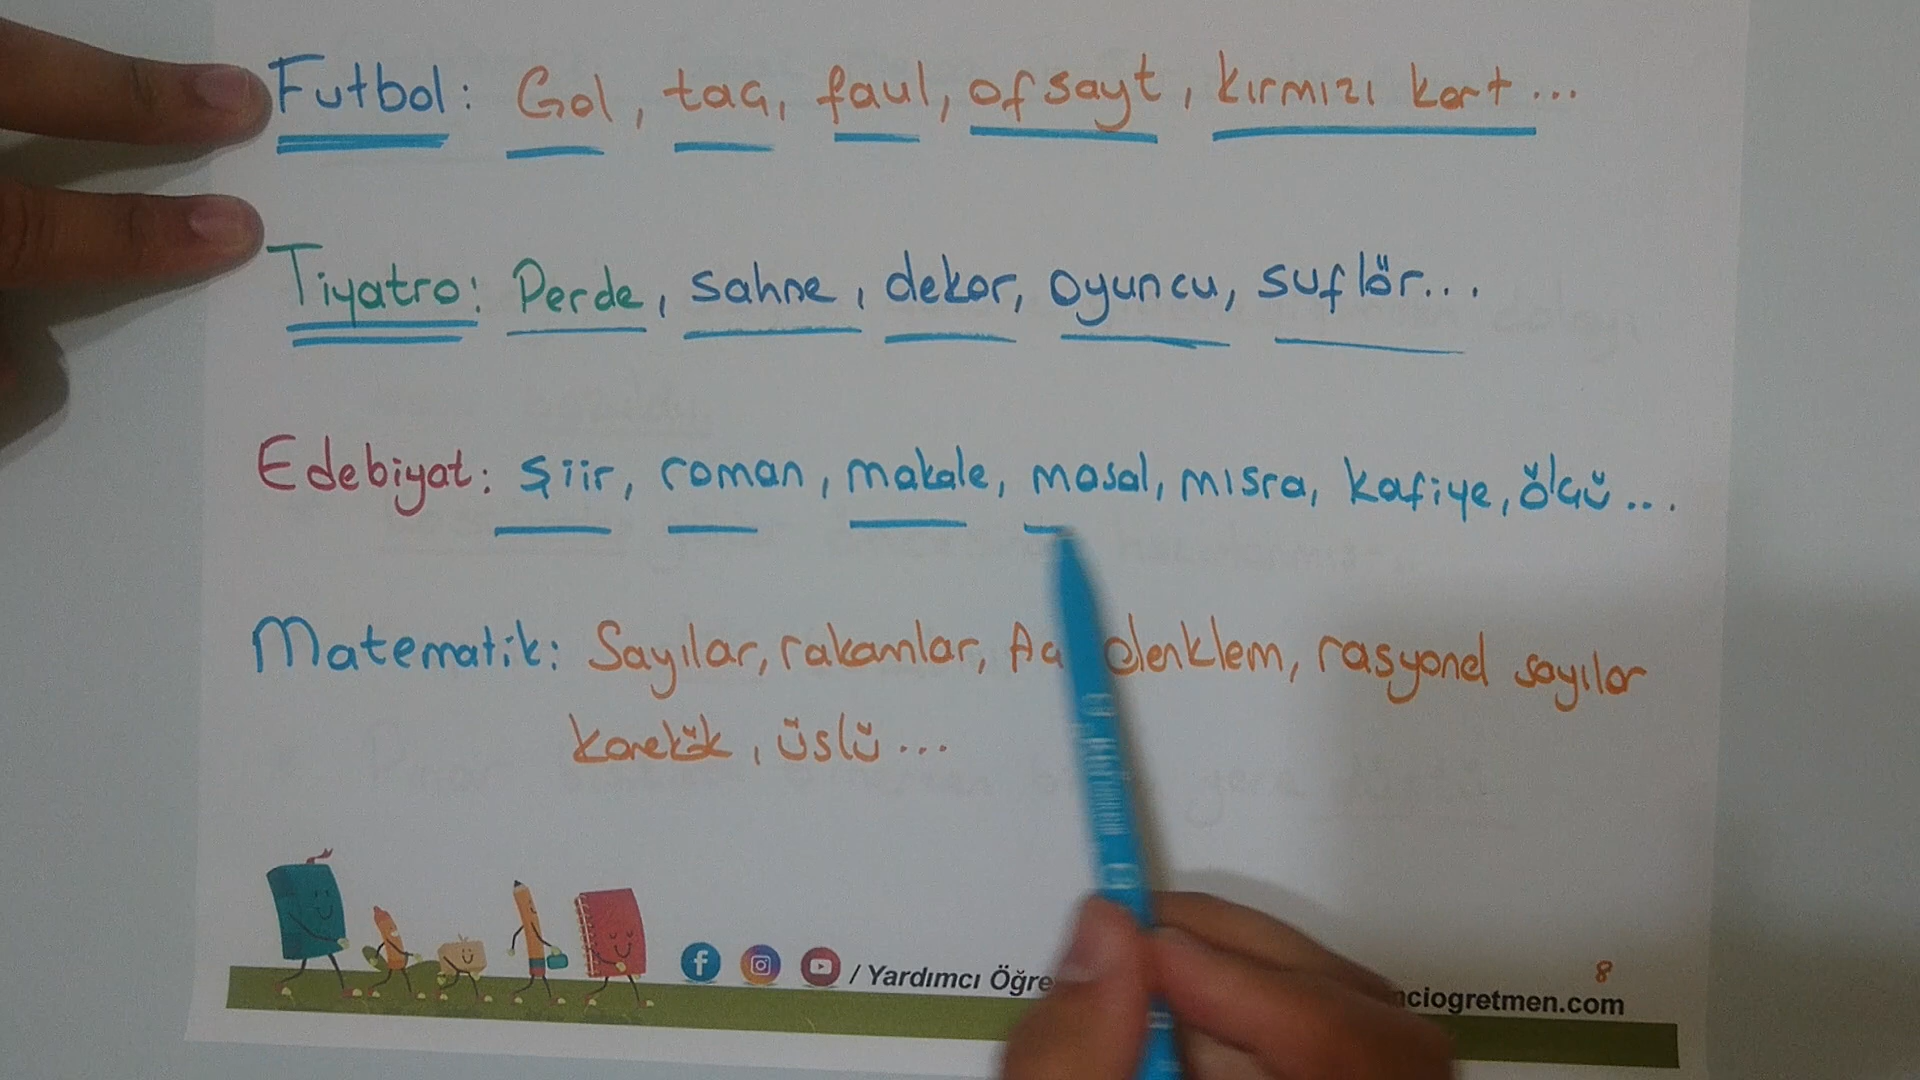 Futbol: Gol, taç, faul, ofsayt, kırmızı kart...
Tiyatro: Perde, sahne, dekor, oyuncu, suflör...
Edebiyat: şiir, roman, makale, masal, mısra, kafiye, ölçü...
Matematik: Sayılar, rakamlar, denklem, rasyonel sayılar
karekök, üslü...
/ Yardımcı Öğre
nciogretmen.com
8